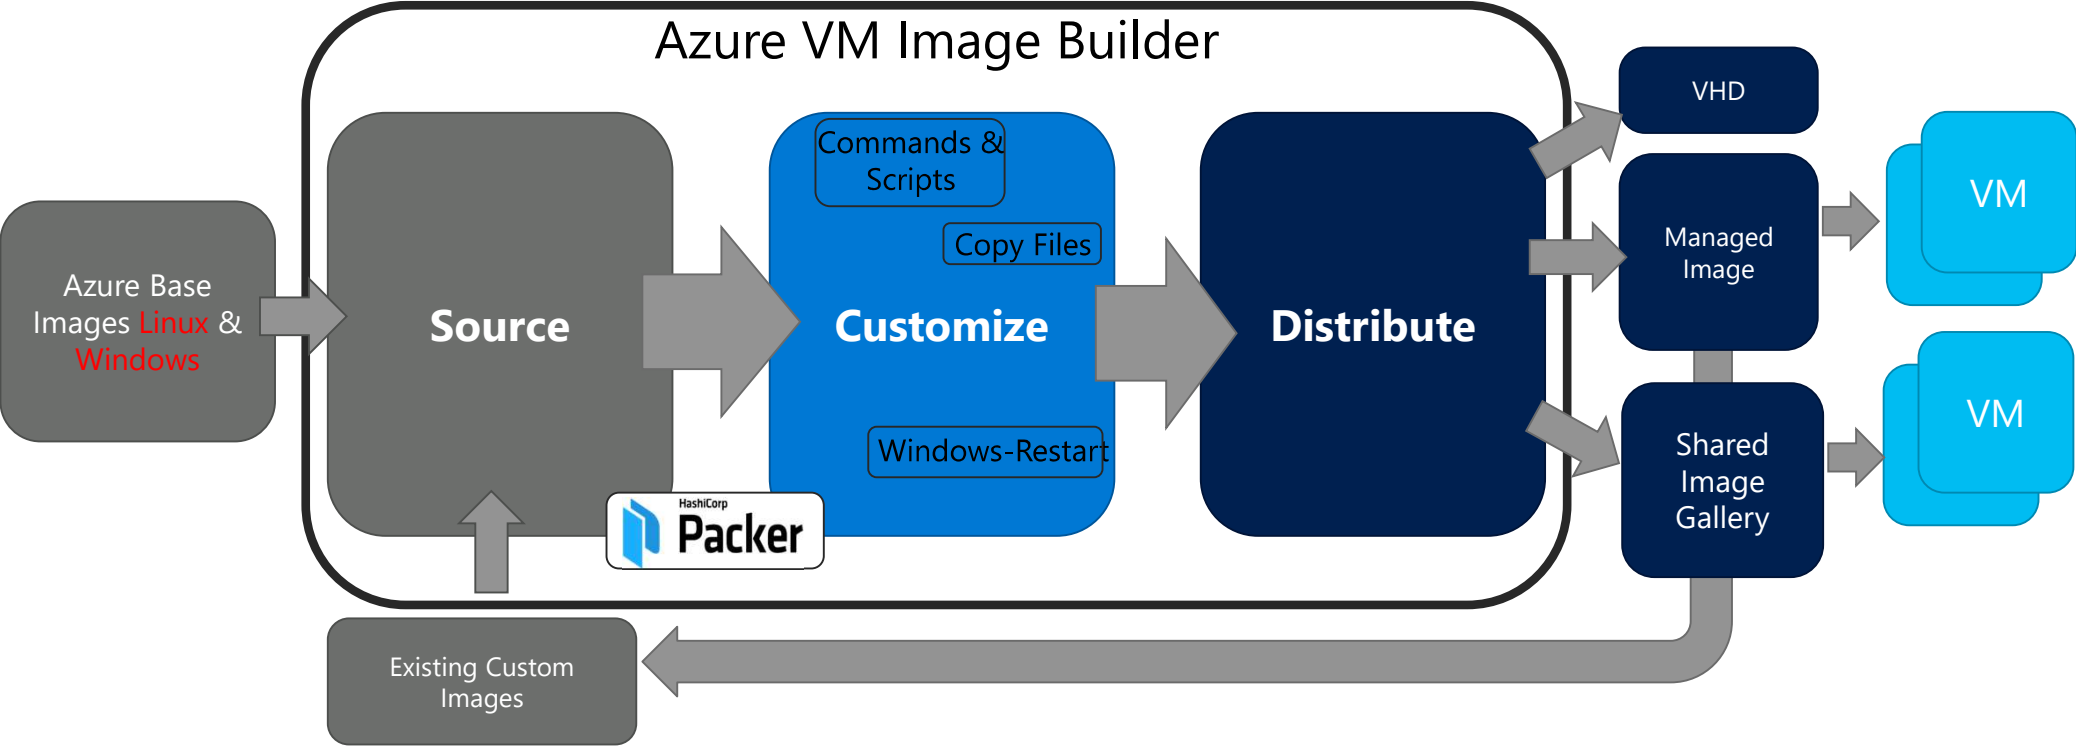 Azure VM Image Builder
Azure Base
Images Linux &
Windows
Source
Commands &
Scripts
Copy Files
Customize
Windows-Restart
HashiCorp
Packer
Distribute
VHD
Managed
Image
VM
Shared
Image
Gallery
VM
Existing Custom
Images